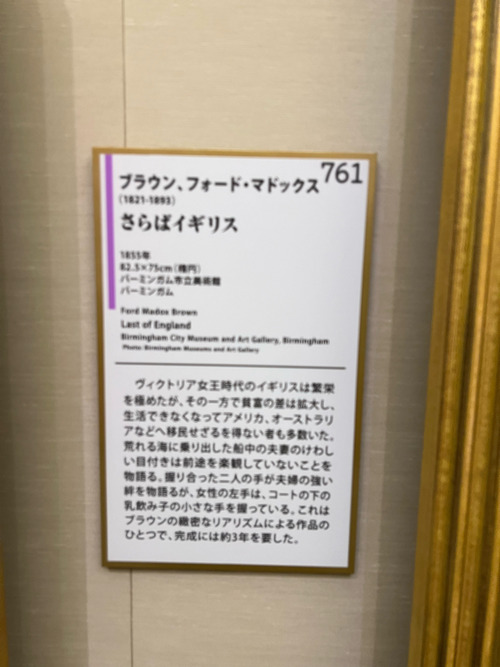 761
ブラウン、フォード・マドックス
(1821-1893)
さらばイギリス
1855年
82.5×75cm(楕円)
バーミンガム市立美術館
バーミンガム
Ford Madox Brown
Last of England
Birmingham City Museum and Art Gallery, Birmingham
Photo: Birmingham Museums and Art Gallery
ヴィクトリア女王時代のイギリスは繁栄
を極めたが、その一方で貧富の差は拡大し、
生活できなくなってアメリカ、オーストラリ
アなどへ移民せざるを得ない者も多数いた。
荒れる海に乗り出した船中の夫妻のけわし
い目付きは前途を楽観していないことを
物語る。握り合った二人の手が夫婦の強い
絆を物語るが、女性の左手は、コートの下の
乳飲み子の小さな手を握っている。これは
ブラウンの緻密なリアリズムによる作品の
ひとつで、完成には約3年を要した。